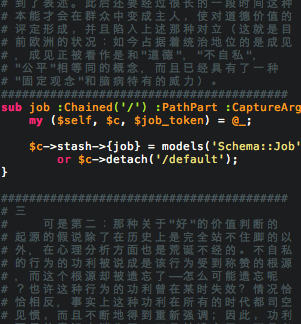 # 到了表述。此后还要经过很长的一段时间这种
# 本能才会在群众中变成主人，使对道德价值的
# 评定形成，并且陷入上述那种对立（这就是目
# 前欧洲的状况：如今占据着统治地位的是成见
# ，成见正被看作是和"道德"，"不自私"，
# "公平"相等同的概念，而且已经具有了一种
# "固定观念"和脑病特有的威力）。
########################################
sub job :Chained('/') :PathPart :CaptureArg
my ($self, $c, $job_token) = @_;
$c->stash->{job} = models('Schema::Job'
or $c->detach('/default');
}
########################################
# 三
# 可是第二：那种关于"好"的价值判断的
# 起源的假说除了在历史上是完全站不住脚的以
# 外，在心理分析方面也是荒诞不经的。不自私
# 的行为的功利被说成是该行为受到称赞的根源
# ，而这个根源却被遗忘了—怎么可能遗忘呢
# ？也许这种行为的功利曾在某时失效？情况恰
# 恰相反，事实上这种功利在所有的时代都司空
# 见惯，而且不断地得到重新强调；因此，功利